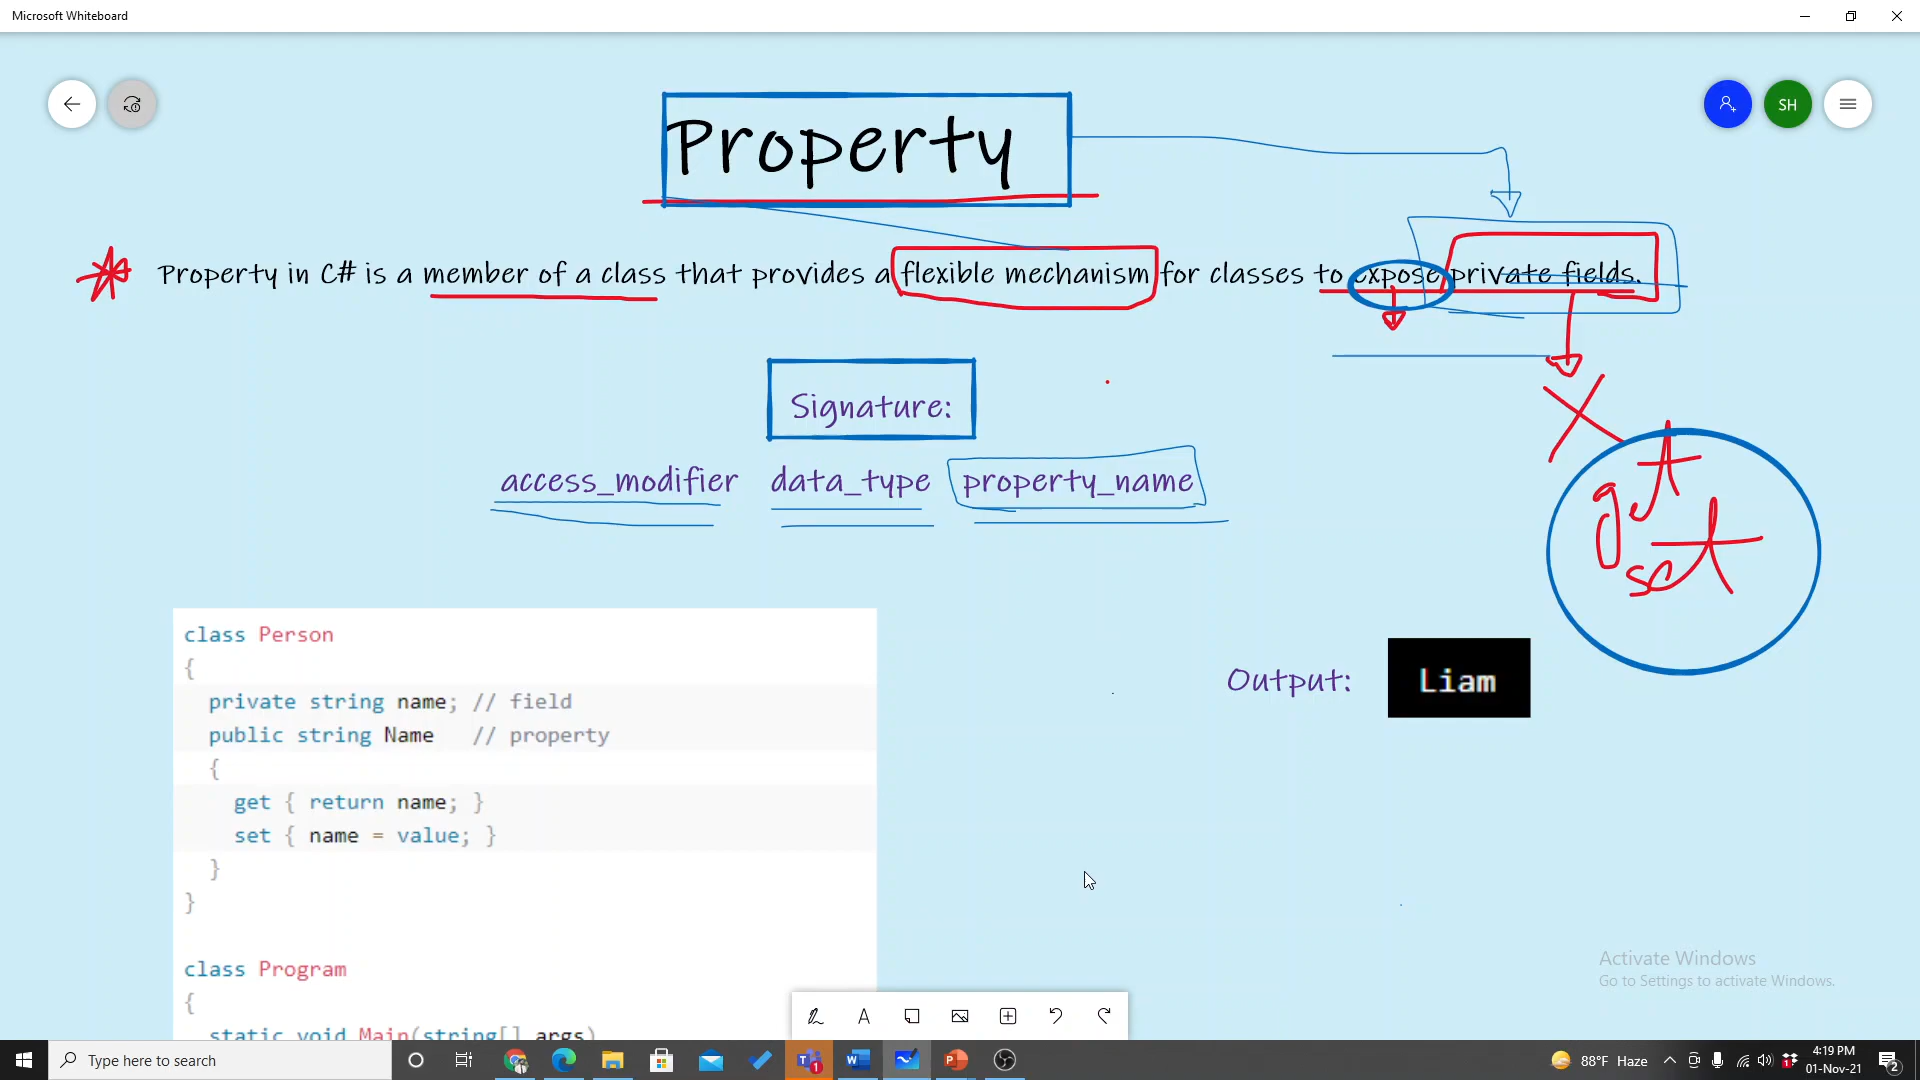 Microsoft Whiteboard
SH
Property
Property in C# is a member of a class that provides a flexible mechanism for classes to expose private fields.
Signature:
access_modifier data_type property_name
get
set
class Person
{
private string name; // field
public string Name // property
{
get { return name; }
set { name = value; }
}
}
class Program
{
static void Main(string[] args)
Output: Liam
Activate Windows
Go to Settings to activate Windows.
Type here to search
1
88°F Haze
4:19 PM
01-Nov-21
2